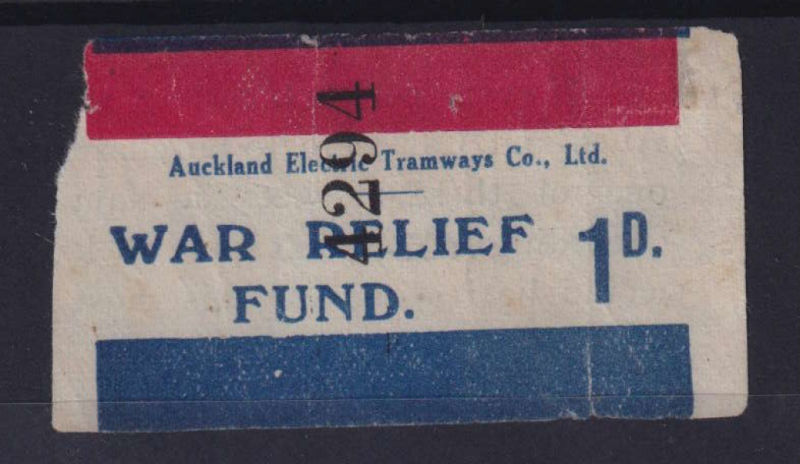 Auckland Electric Tramways Co., Ltd.
WAR RELIEF 1D.
FUND.
4294